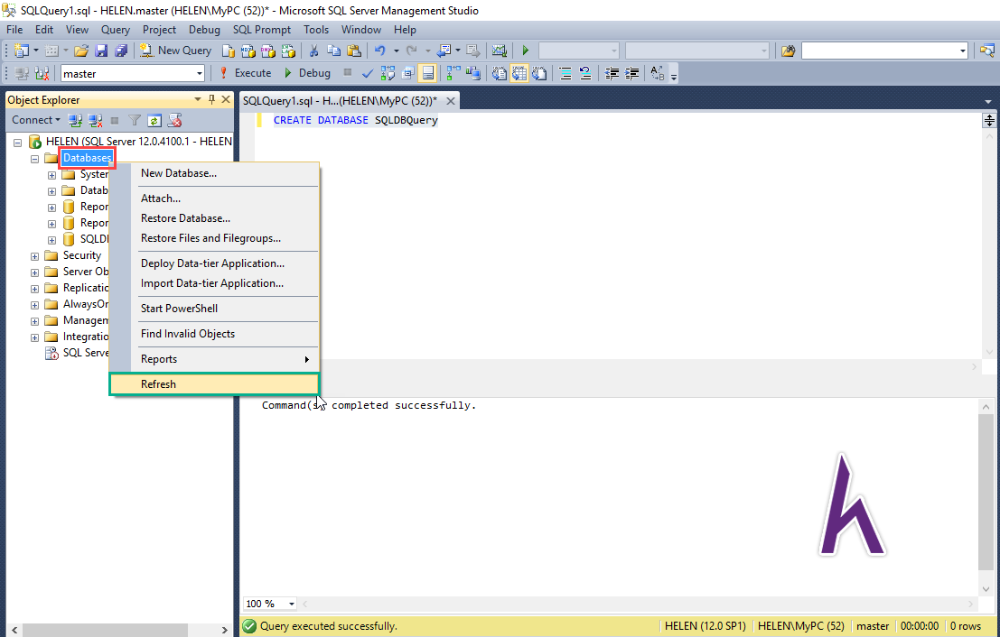 SQLQuery1.sql - HELEN.master (HELEN\MyPC (52))* - Microsoft SQL Server Management Studio
File Edit View Query Project Debug SQL Prompt Tools Window Help
New Query
master Execute Debug
Object Explorer
Connect
HELEN (SQL Server 12.0.4100.1 - HELEN
Databases
Syster
Datab
Repor
Repor
SQLD
Security
Server Ob
Replicatio
AlwaysOr
Managem
Integratio
SQL Serve
New Database...
Attach...
Restore Database...
Restore Files and Filegroups...
Deploy Data-tier Application...
Import Data-tier Application...
Start PowerShell
Find Invalid Objects
Reports
Refresh
SQLQuery1.sql - H...(HELEN\MyPC (52))*
CREATE DATABASE SQLDBQuery
Command(s) completed successfully.
100 %
Query executed successfully.
HELEN (12.0 SP1) HELEN\MyPC (52) master 00:00:00 0 rows